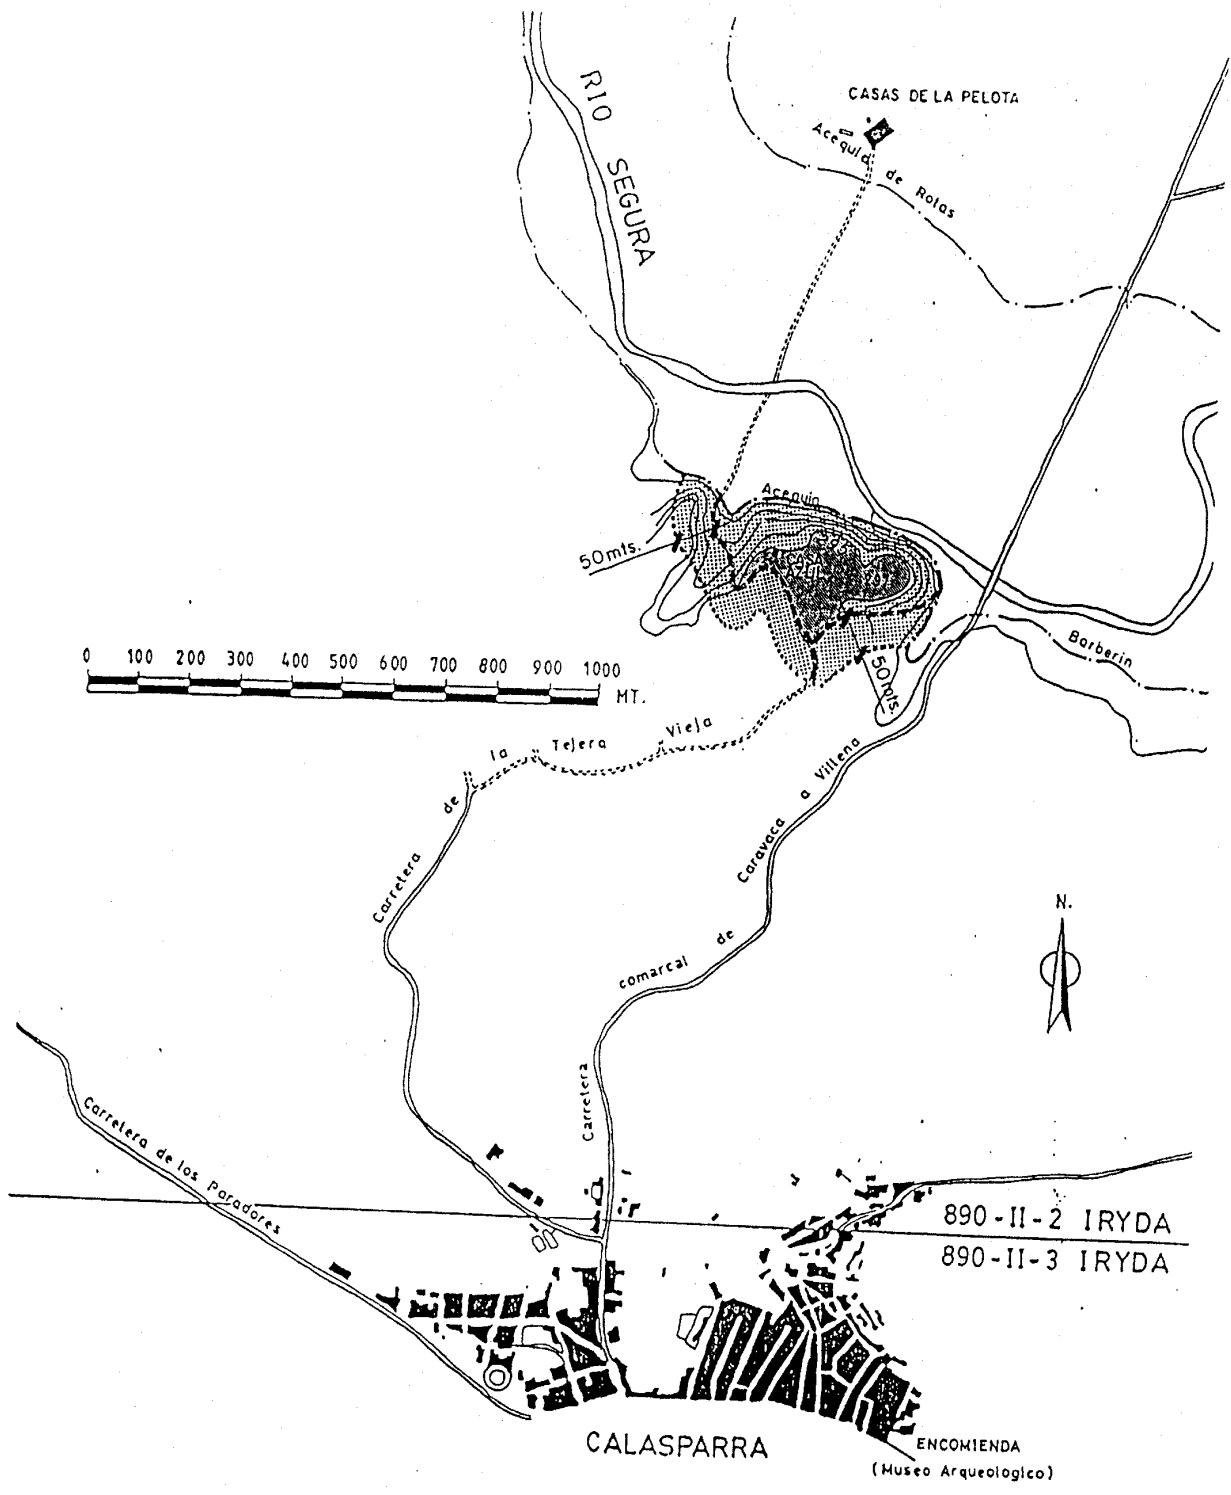 CASAS DE LA PELOTA
RIO SEGURA
Acequia de Rotas
Acequia
50mts.
CASA
50mts.
Barberin
0 100 200 300 400 500 600 700 800 900 1000
MT.
Carretera de la Tejera Vieja
Carretera comarcal de Caravaca a Villena
N.
Carretera de los Paradores
890-II-2 IRYDA
890-II-3 IRYDA
CALASPARRA
ENCOMIENDA
(Museo Arqueologico)